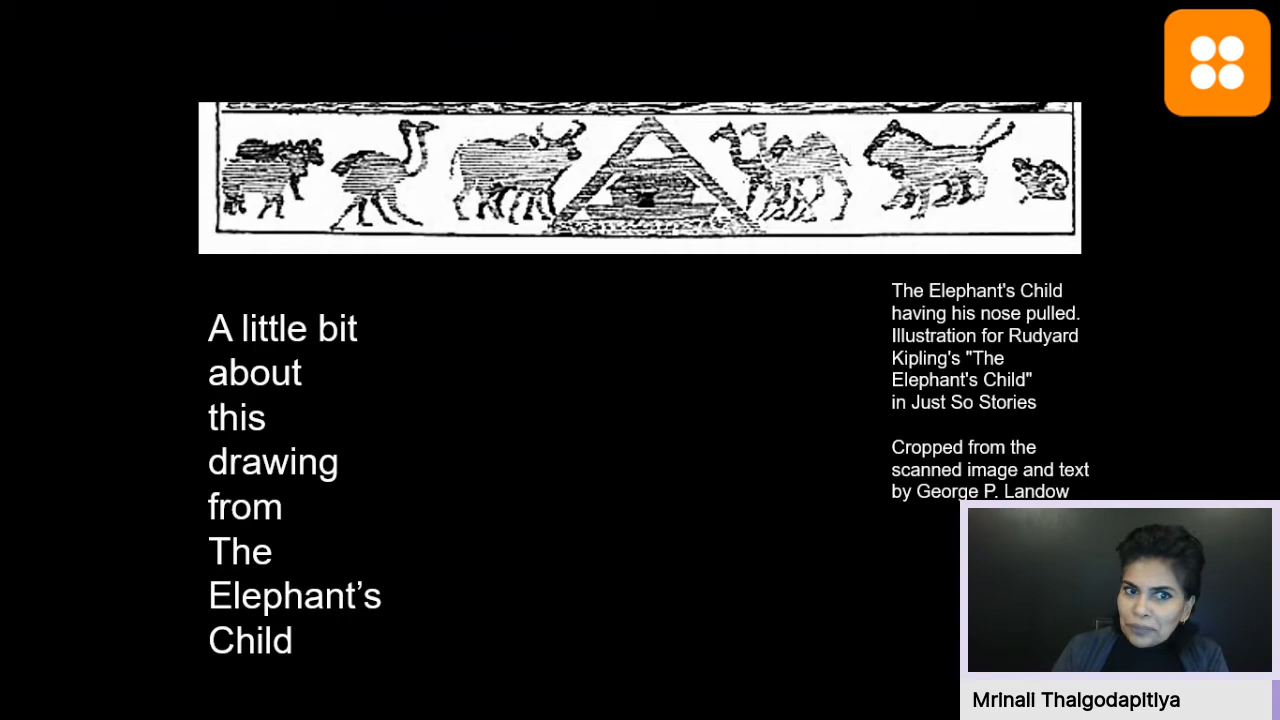 A little bit
about
this
drawing
from
The
Elephant’s
Child
The Elephant's Child
having his nose pulled.
Illustration for Rudyard
Kipling's "The
Elephant's Child"
in Just So Stories
Cropped from the
scanned image and text
by George P. Landow
Mrinali Thalgodapitiya